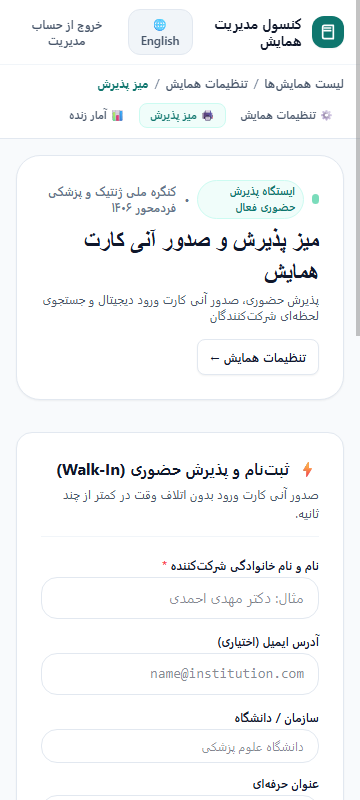 کنسول مدیریت همایش
🌐 English
خروج از حساب مدیریت
لیست همایش‌ها / تنظیمات همایش / میز پذیرش
⚙️ تنظیمات همایش
🖨️ میز پذیرش
📊 آمار زنده
ایستگاه پذیرش حضوری فعال
•
کنگره ملی ژنتیک و پزشکی فردمحور ۱۴۰۶
میز پذیرش و صدور آنی کارت
همایش
پذیرش حضوری، صدور آنی کارت ورود دیجیتال و جستجوی
لحظه‌ای شرکت‌کنندگان
تنظیمات همایش ←
⚡ ثبت‌نام و پذیرش حضوری (Walk-In)
صدور آنی کارت ورود بدون اتلاف وقت در کمتر از چند
ثانیه.
نام و نام خانوادگی شرکت‌کننده *
مثال: دکتر مهدی احمدی
آدرس ایمیل (اختیاری)
name@institution.com
سازمان / دانشگاه
دانشگاه علوم پزشکی
عنوان حرفه‌ای